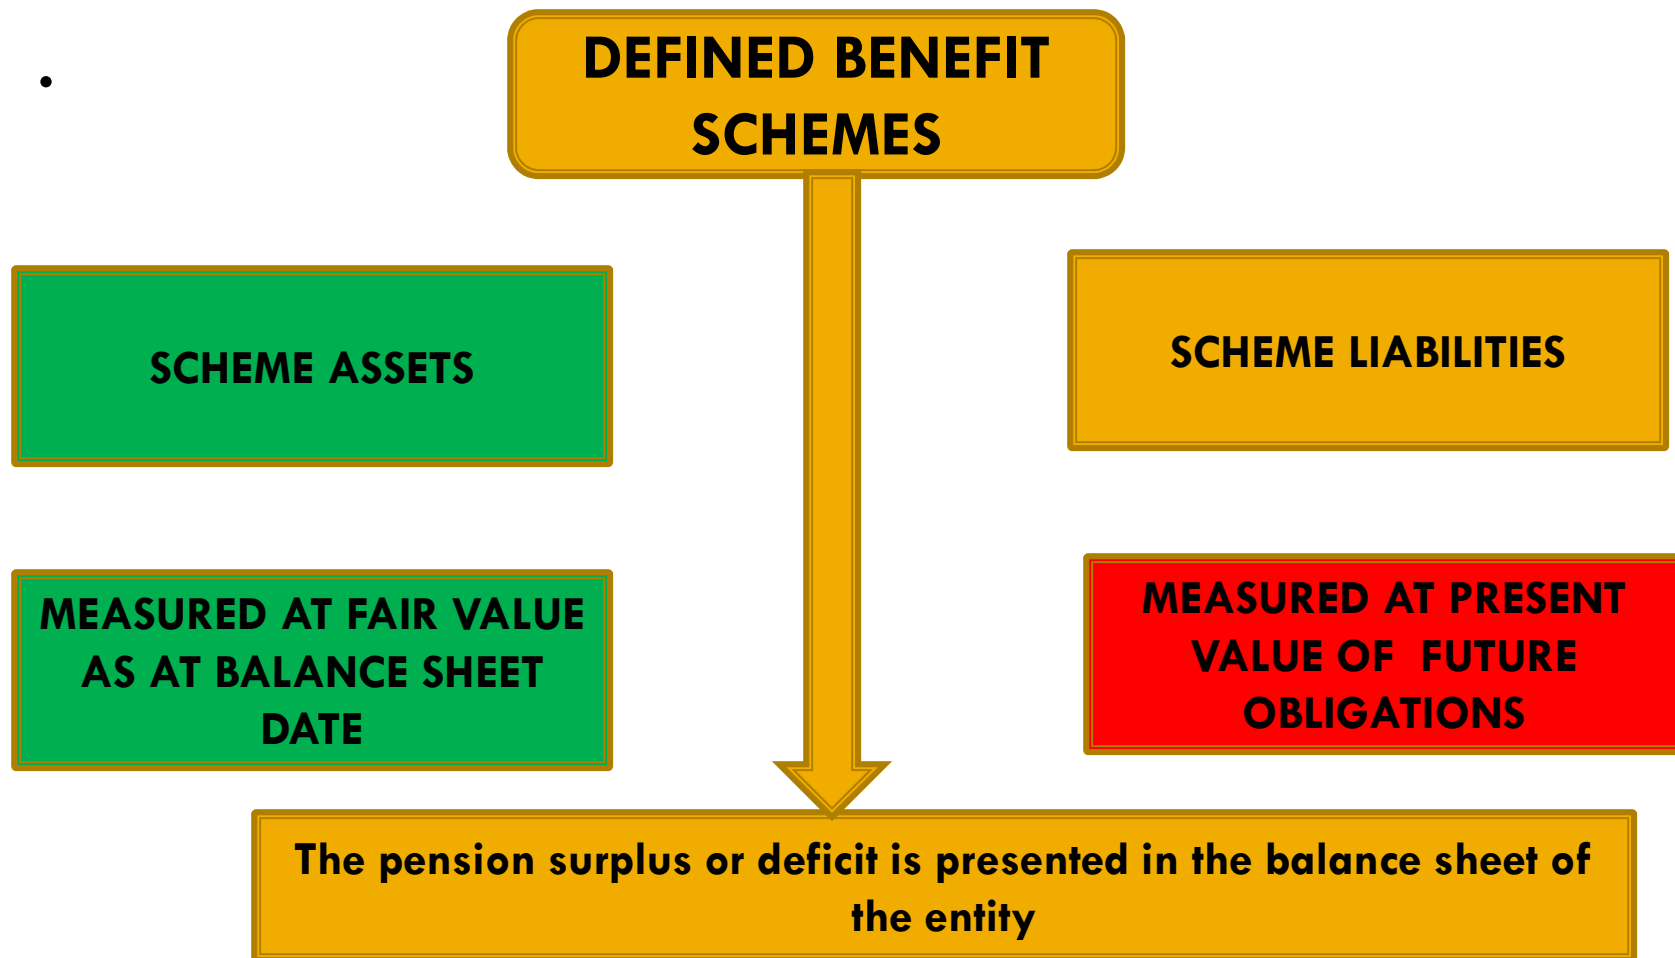 DEFINED BENEFIT
SCHEMES
•
SCHEME ASSETS
SCHEME LIABILITIES
MEASURED AT FAIR VALUE
AS AT BALANCE SHEET
DATE
MEASURED AT PRESENT
VALUE OF FUTURE
OBLIGATIONS
The pension surplus or deficit is presented in the balance sheet of
the entity